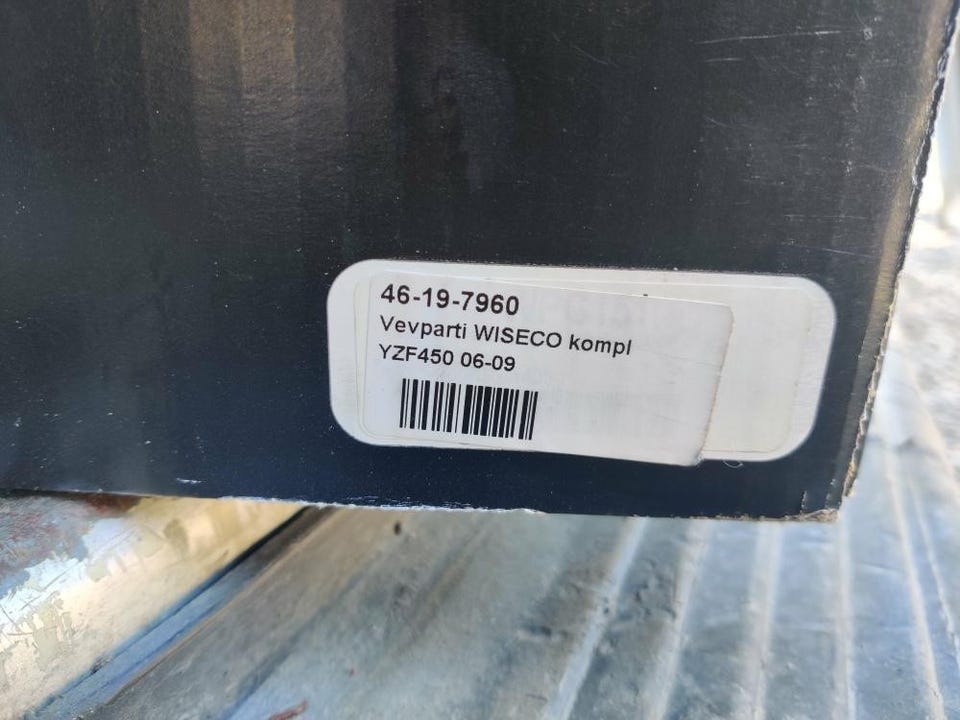 46-19-7960
Vevparti WISECO kompl
YZF450 06-09